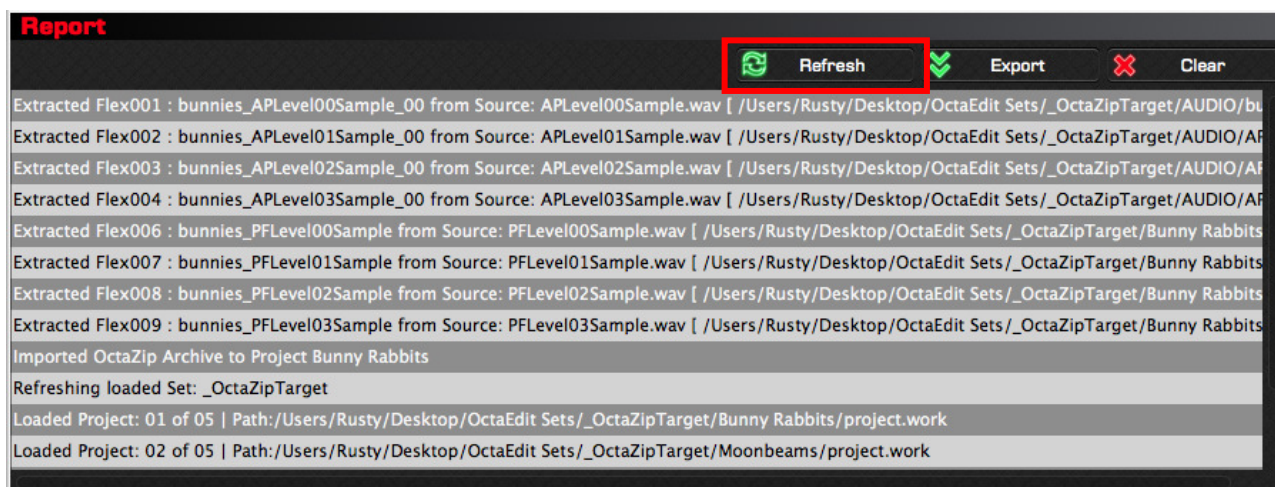 Report
Refresh Export Clear
Extracted Flex001 : bunnies_APLevel00Sample_00 from Source: APLevel00Sample.wav [ /Users/Rusty/Desktop/OctaEdit Sets/_OctaZipTarget/AUDIO/bu
Extracted Flex002 : bunnies_APLevel01Sample_00 from Source: APLevel01Sample.wav [ /Users/Rusty/Desktop/OctaEdit Sets/_OctaZipTarget/AUDIO/AP
Extracted Flex003 : bunnies_APLevel02Sample_00 from Source: APLevel02Sample.wav [ /Users/Rusty/Desktop/OctaEdit Sets/_OctaZipTarget/AUDIO/AP
Extracted Flex004 : bunnies_APLevel03Sample_00 from Source: APLevel03Sample.wav [ /Users/Rusty/Desktop/OctaEdit Sets/_OctaZipTarget/AUDIO/AP
Extracted Flex006 : bunnies_PFLevel00Sample from Source: PFLevel00Sample.wav [ /Users/Rusty/Desktop/OctaEdit Sets/_OctaZipTarget/Bunny Rabbits
Extracted Flex007 : bunnies_PFLevel01Sample from Source: PFLevel01Sample.wav [ /Users/Rusty/Desktop/OctaEdit Sets/_OctaZipTarget/Bunny Rabbits
Extracted Flex008 : bunnies_PFLevel02Sample from Source: PFLevel02Sample.wav [ /Users/Rusty/Desktop/OctaEdit Sets/_OctaZipTarget/Bunny Rabbits
Extracted Flex009 : bunnies_PFLevel03Sample from Source: PFLevel03Sample.wav [ /Users/Rusty/Desktop/OctaEdit Sets/_OctaZipTarget/Bunny Rabbits
Imported OctaZip Archive to Project Bunny Rabbits
Refreshing loaded Set: _OctaZipTarget
Loaded Project: 01 of 05 | Path:/Users/Rusty/Desktop/OctaEdit Sets/_OctaZipTarget/Bunny Rabbits/project.work
Loaded Project: 02 of 05 | Path:/Users/Rusty/Desktop/OctaEdit Sets/_OctaZipTarget/Moonbeams/project.work